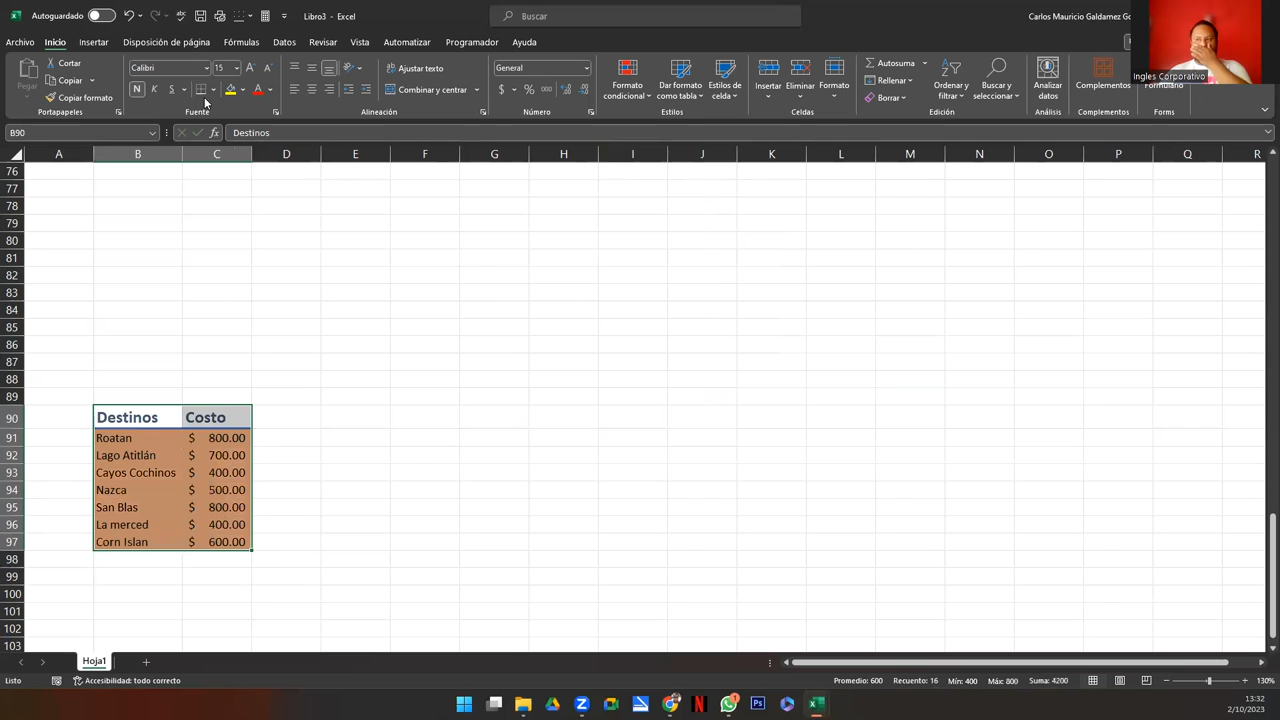 Autoguardado
Libro3 - Excel
Buscar
Carlos Mauricio Galdamez Go
Archivo Inicio Insertar Disposición de página Fórmulas Datos Revisar Vista Automatizar Programador Ayuda
Ingles Corporativo
Pegar
Cortar
Copiar
Copiar formato
Portapapeles
Calibri 15
N K S
Fuente
Ajustar texto
Combinar y centrar
Alineación
General
$ % 000
Número
Formato condicional
Dar formato como tabla
Estilos de celda
Estilos
Insertar Eliminar Formato
Celdas
Autosuma
Rellenar
Borrar
Ordenar y filtrar
Buscar y seleccionar
Edición
Analizar datos
Análisis
Complementos
Complementos
Formulario
Forms
B90 fx Destinos
A B C D E F G H I J K L M N O P Q R
76
77
78
79
80
81
82
83
84
85
86
87
88
89
90 Destinos Costo
91 Roatan $ 800.00
92 Lago Atitlán $ 700.00
93 Cayos Cochinos $ 400.00
94 Nazca $ 500.00
95 San Blas $ 800.00
96 La merced $ 400.00
97 Corn Islan $ 600.00
98
99
100
101
102
103
Hoja1
Listo Accesibilidad: todo correcto Promedio: 600 Recuento: 16 Mín: 400 Máx: 800 Suma: 4200 130%
13:32
2/10/2023